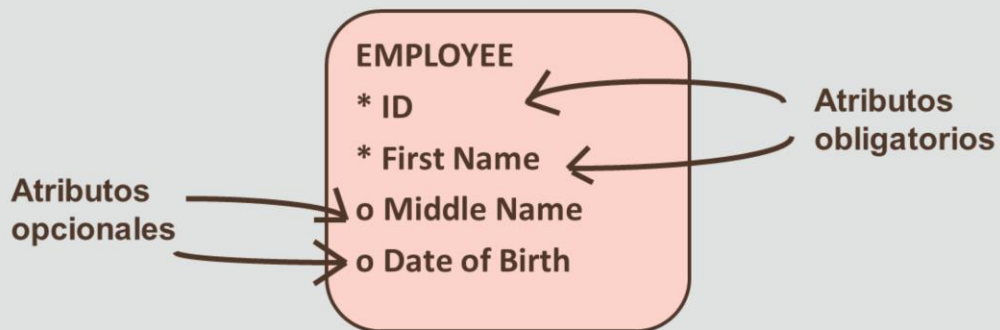 EMPLOYEE
* ID
* First Name
o Middle Name
o Date of Birth
Atributos
obligatorios
Atributos
opcionales